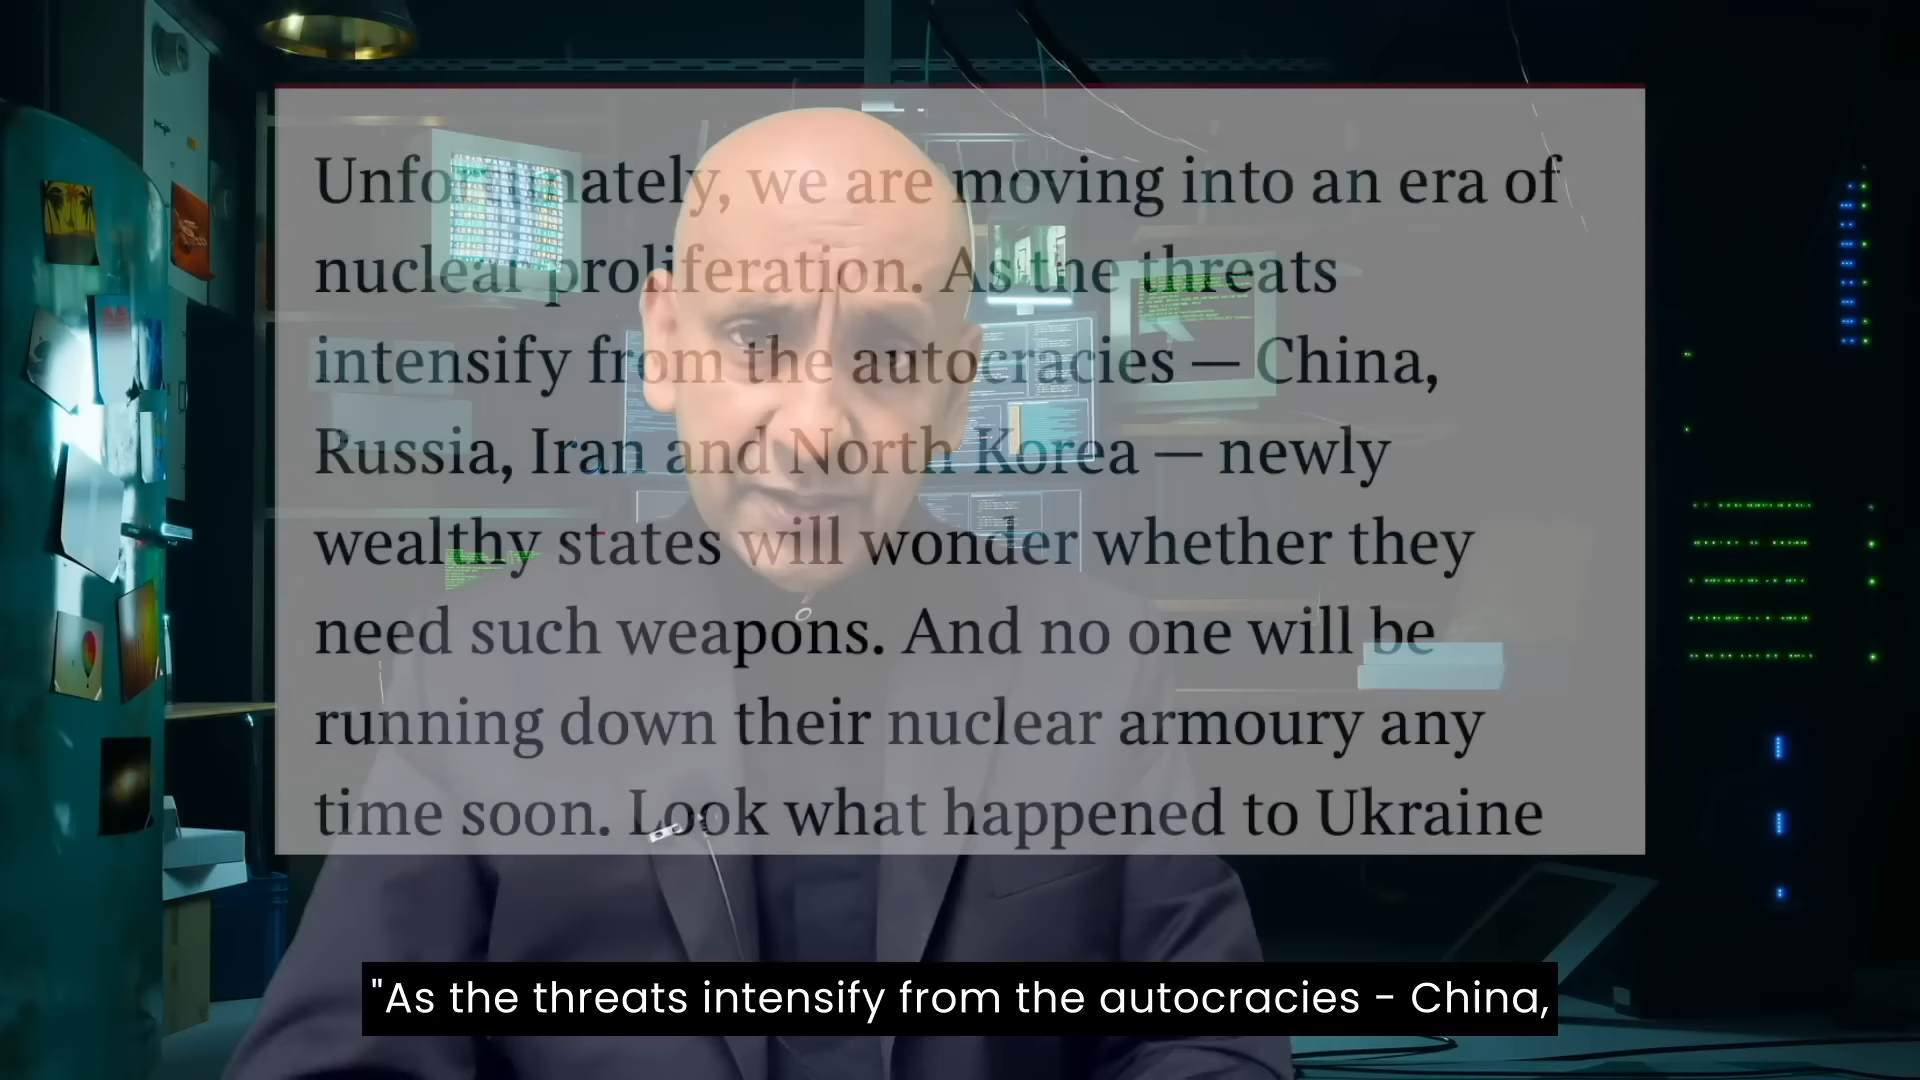 Unfortunately, we are moving into an era of
nuclear proliferation. As the threats
intensify from the autocracies — China,
Russia, Iran and North Korea — newly
wealthy states will wonder whether they
need such weapons. And no one will be
running down their nuclear armoury any
time soon. Look what happened to Ukraine
"As the threats intensify from the autocracies - China,